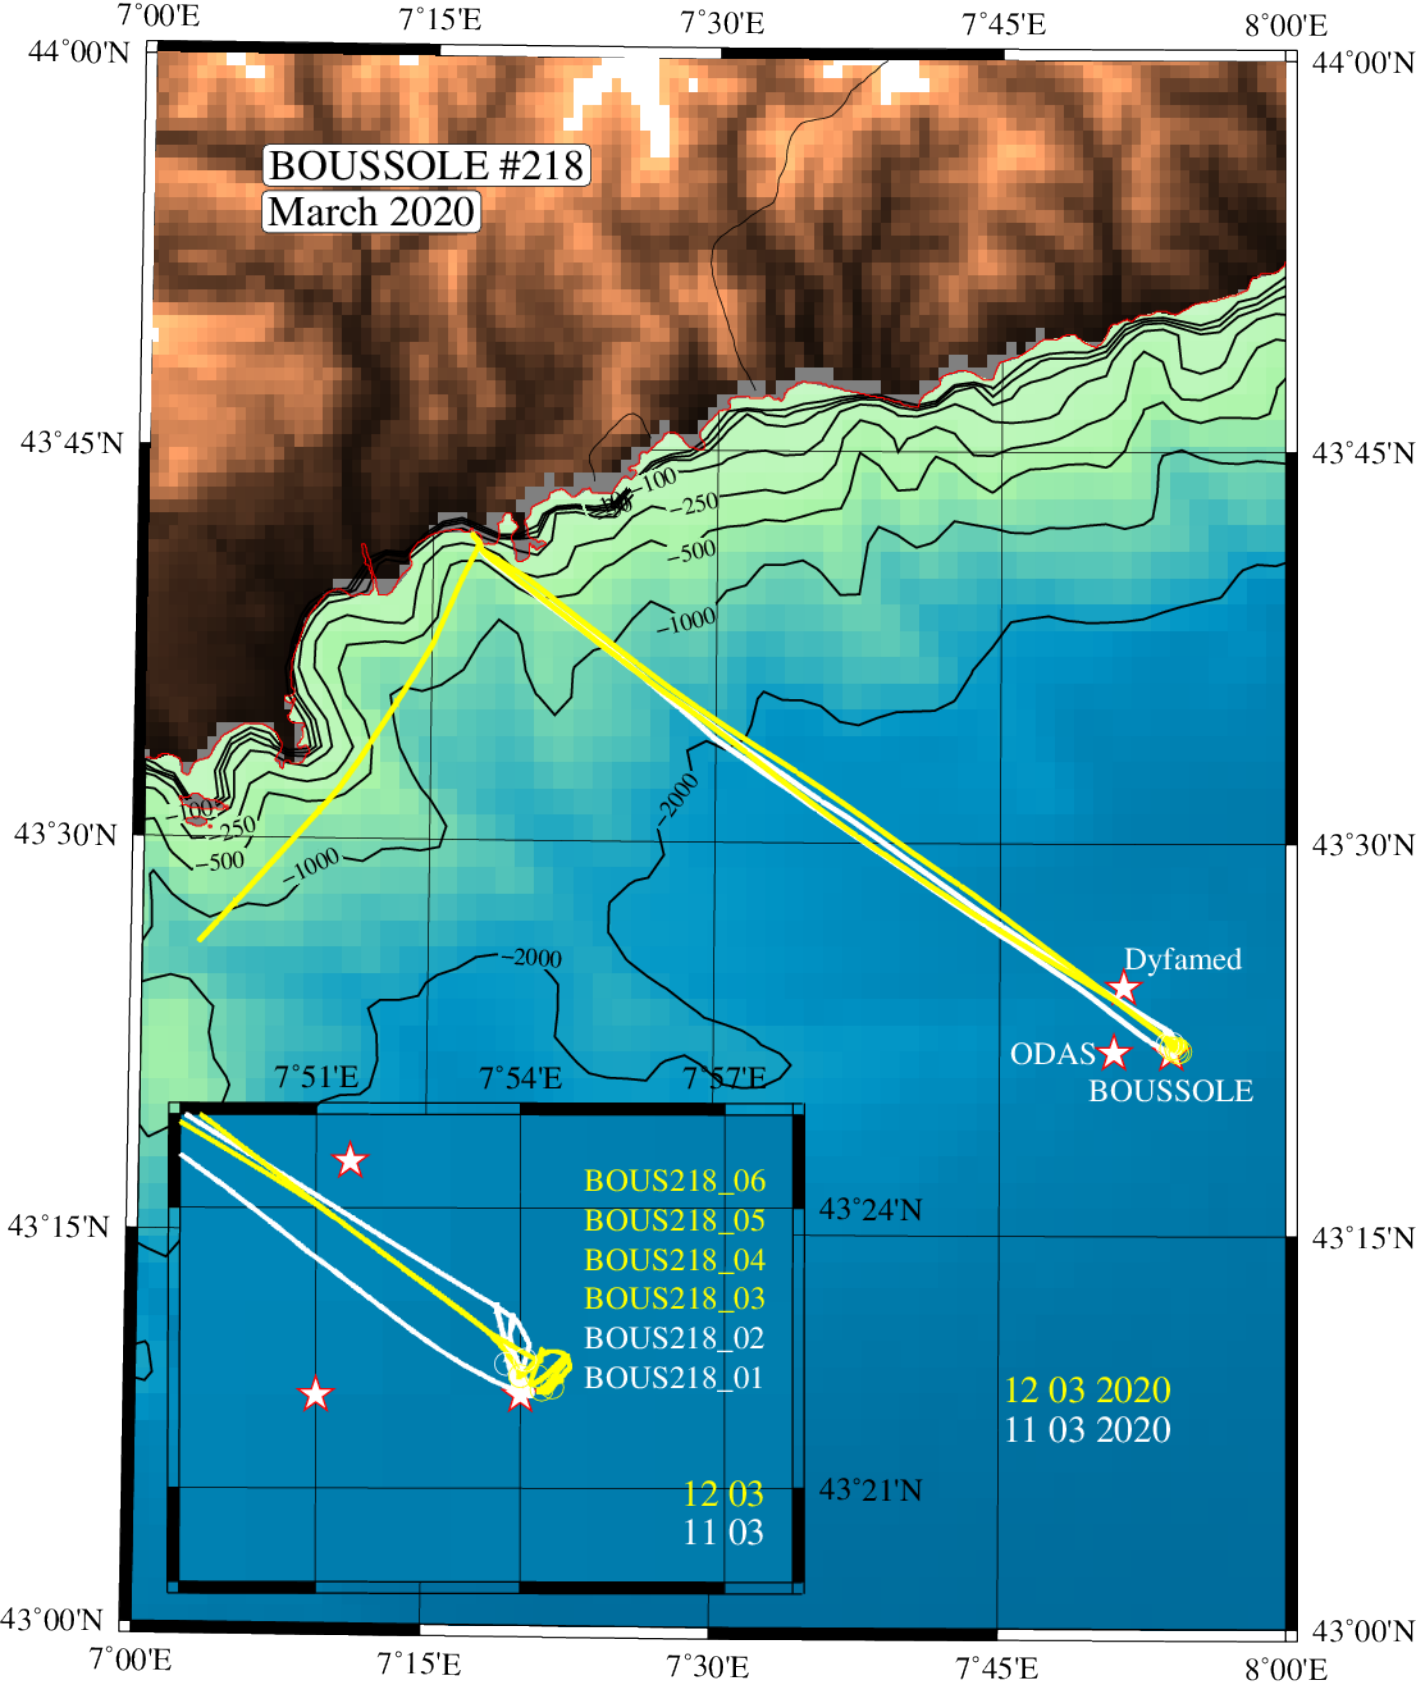 7°00'E 7°15'E 7°30'E 7°45'E 8°00'E
44°00'N 44°00'N
BOUSSOLE #218
March 2020
43°45'N 43°45'N
-100
-250
-500
-1000
-2000
-100
-250
-500
-1000
43°30'N 43°30'N
-2000
Dyfamed
ODAS
BOUSSOLE
7°51'E 7°54'E 7°57'E
BOUS218_06
BOUS218_05
BOUS218_04
BOUS218_03
BOUS218_02
BOUS218_01
43°24'N
43°15'N 43°15'N
12 03 2020
11 03 2020
43°21'N
12 03
11 03
43°00'N 43°00'N
7°00'E 7°15'E 7°30'E 7°45'E 8°00'E